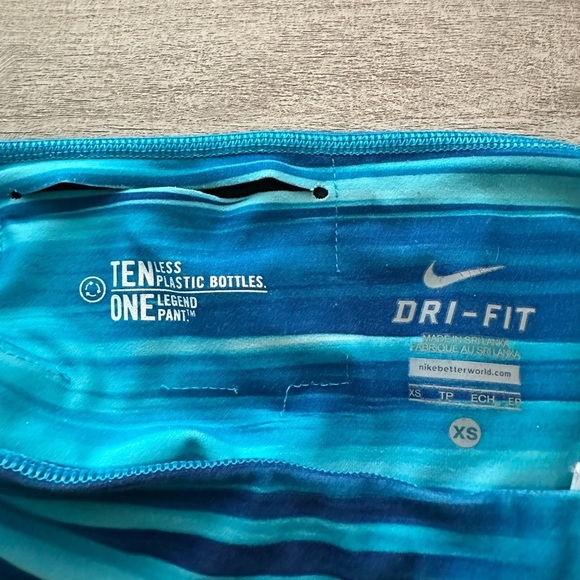 TEN LESS
PLASTIC BOTTLES.
ONE LEGEND
PANT.™
DRI-FIT
MADE IN SRI LANKA
FABRIQUE AU SRI LANKA
nikebetterworld.com
XS TP ECH EP
XS